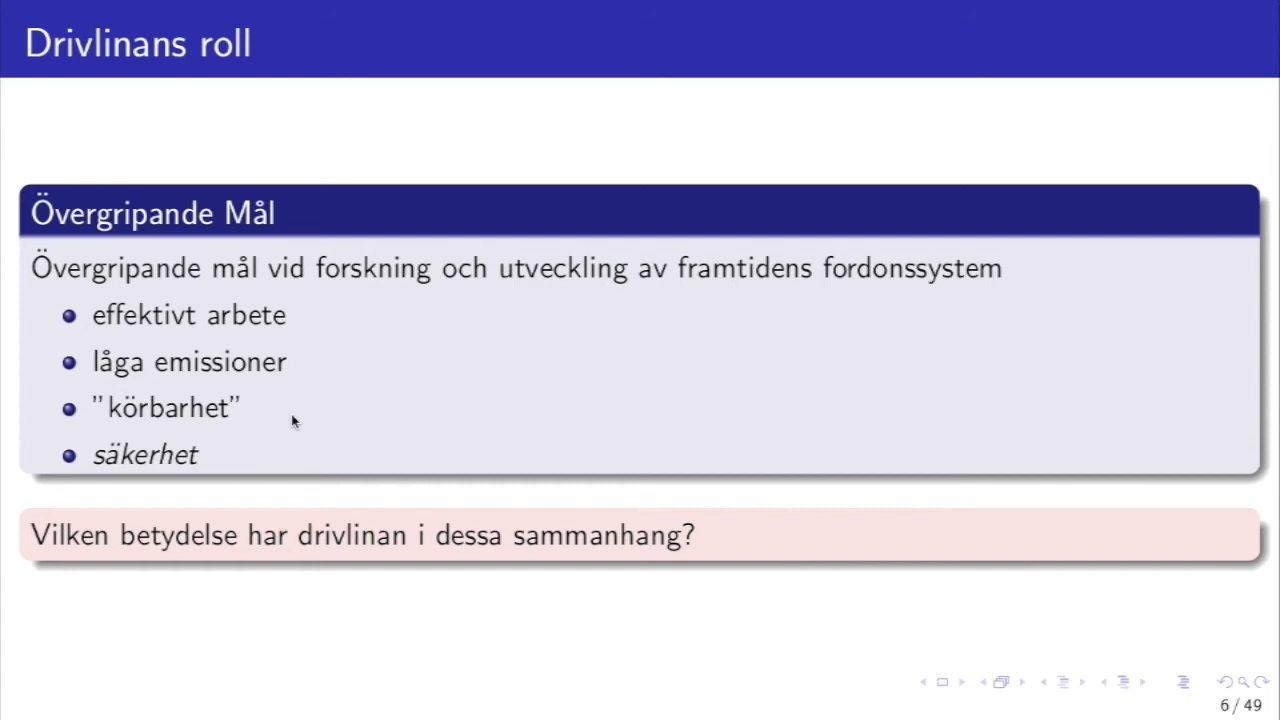 Drivlinans roll
Övergripande Mål
Övergripande mål vid forskning och utveckling av framtidens fordonssystem
effektivt arbete
låga emissioner
”körbarhet”
säkerhet
Vilken betydelse har drivlinan i dessa sammanhang?
6 / 49